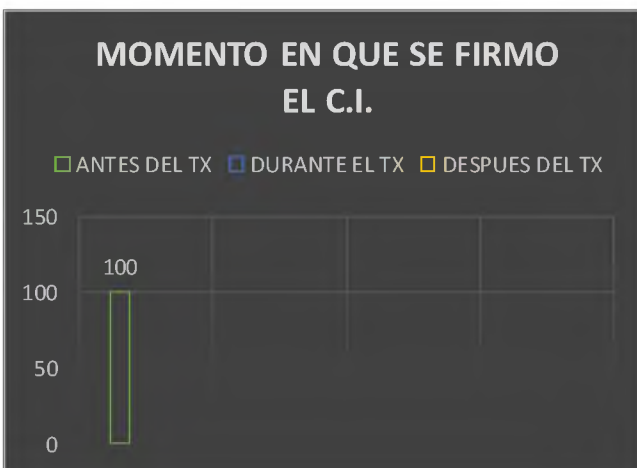 MOMENTO EN QUE SE FIRMO
EL C.I.
ANTES DEL TX DURANTE EL TX DESPUES DEL TX
150
100
100
50
0